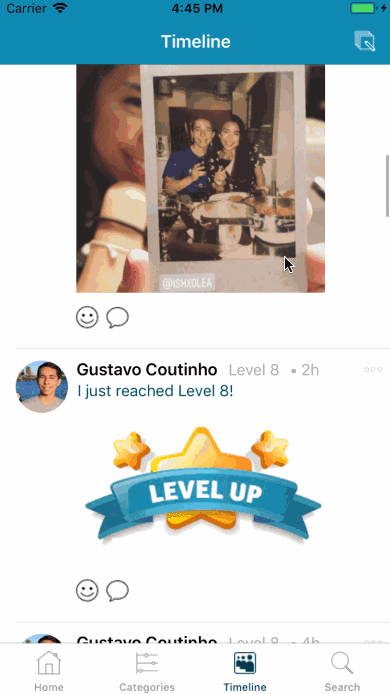 Carrier 4:45 PM
Timeline
@ISHXOLEA
Gustavo Coutinho Level 8 • 2h
I just reached Level 8!
LEVEL UP
Gustavo Coutinho Level 8 • 4h
Home Categories Timeline Search